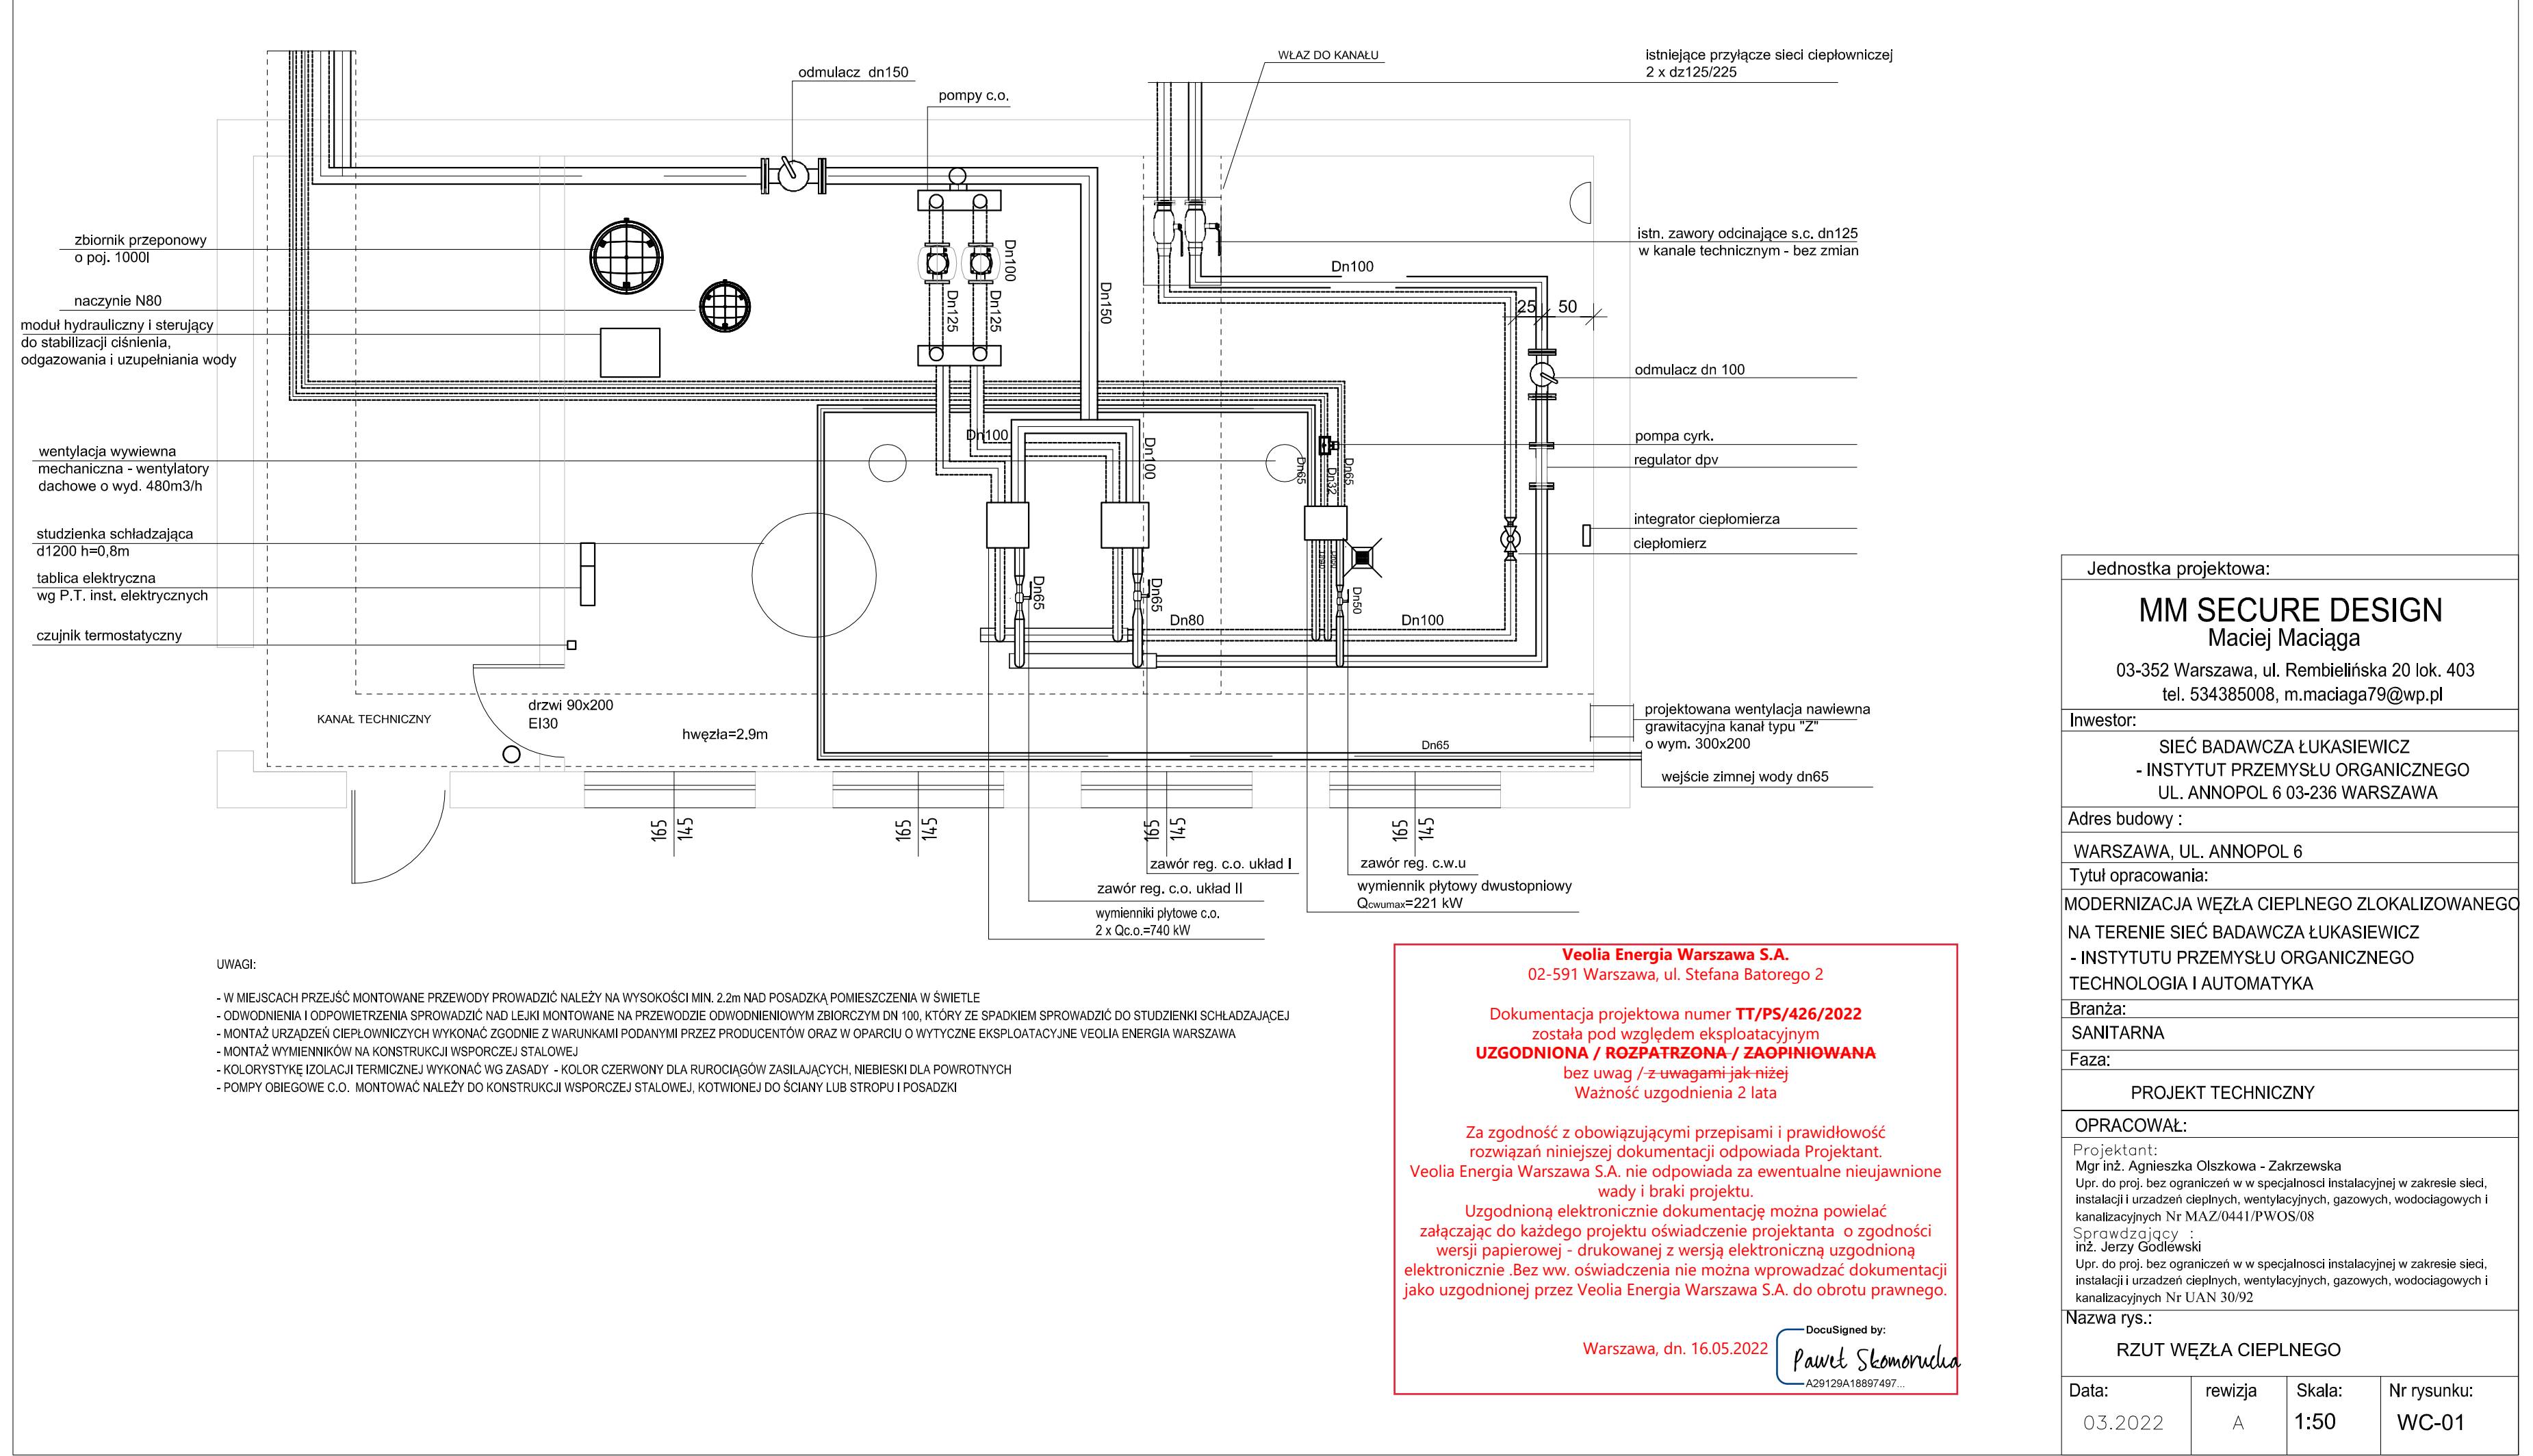 odmulacz dn150
pompy c.o.
WŁAZ DO KANAŁU
istniejące przyłącze sieci ciepłowniczej
2 x dz125/225
zbiornik przeponowy
o poj. 1000l
naczynie N80
moduł hydrauliczny i sterujący
do stabilizacji ciśnienia,
odgazowania i uzupełniania wody
wentylacja wywiewna
mechaniczna - wentylatory
dachowe o wyd. 480m3/h
studzienka schładzająca
d1200 h=0,8m
tablica elektryczna
wg P.T. inst. elektrycznych
czujnik termostatyczny
Dn100
Dn125
Dn125
Dn150
Dn100
25
50
Dn100
Dn100
Dn65
Dn32
Dn65
Dn65
Dn65
Dn50
Dn80
Dn100
istn. zawory odcinające s.c. dn125
w kanale technicznym - bez zmian
odmulacz dn 100
pompa cyrk.
regulator dpv
integrator ciepłomierza
ciepłomierz
projektowana wentylacja nawiewna
grawitacyjna kanał typu "Z"
o wym. 300x200
wejście zimnej wody dn65
KANAŁ TECHNICZNY
drzwi 90x200
EI30
hwęzła=2.9m
Dn65
165
145
165
145
165
145
165
145
zawór reg. c.o. układ I
zawór reg. c.o. układ II
wymienniki płytowe c.o.
2 x Qc.o.=740 kW
zawór reg. c.w.u
wymiennik płytowy dwustopniowy
Qcwumax=221 kW
UWAGI:
- W MIEJSCACH PRZEJŚĆ MONTOWANE PRZEWODY PROWADZIĆ NALEŻY NA WYSOKOŚCI MIN. 2.2m NAD POSADZKĄ POMIESZCZENIA W ŚWIETLE
- ODWODNIENIA I ODPOWIETRZENIA SPROWADZIĆ NAD LEJKI MONTOWANE NA PRZEWODZIE ODWODNIENIOWYM ZBIORCZYM DN 100, KTÓRY ZE SPADKIEM SPROWADZIĆ DO STUDZIENKI SCHŁADZAJĄCEJ
- MONTAŻ URZĄDZEŃ CIEPŁOWNICZYCH WYKONAĆ ZGODNIE Z WARUNKAMI PODANYMI PRZEZ PRODUCENTÓW ORAZ W OPARCIU O WYTYCZNE EKSPLOATACYJNE VEOLIA ENERGIA WARSZAWA
- MONTAŻ WYMIENNIKÓW NA KONSTRUKCJI WSPORCZEJ STALOWEJ
- KOLORYSTYKĘ IZOLACJI TERMICZNEJ WYKONAĆ WG ZASADY - KOLOR CZERWONY DLA RUROCIĄGÓW ZASILAJĄCYCH, NIEBIESKI DLA POWROTNYCH
- POMPY OBIEGOWE C.O. MONTOWAĆ NALEŻY DO KONSTRUKCJI WSPORCZEJ STALOWEJ, KOTWIONEJ DO ŚCIANY LUB STROPU I POSADZKI
Veolia Energia Warszawa S.A.
02-591 Warszawa, ul. Stefana Batorego 2
Dokumentacja projektowa numer TT/PS/426/2022
została pod względem eksploatacyjnym
UZGODNIONA / ROZPATRZONA / ZAOPINIOWANA
bez uwag / z uwagami jak niżej
Ważność uzgodnienia 2 lata
Za zgodność z obowiązującymi przepisami i prawidłowość
rozwiązań niniejszej dokumentacji odpowiada Projektant.
Veolia Energia Warszawa S.A. nie odpowiada za ewentualne nieujawnione
wady i braki projektu.
Uzgodnioną elektronicznie dokumentację można powielać
załączając do każdego projektu oświadczenie projektanta o zgodności
wersji papierowej - drukowanej z wersją elektroniczną uzgodnioną
elektronicznie .Bez ww. oświadczenia nie można wprowadzać dokumentacji
jako uzgodnionej przez Veolia Energia Warszawa S.A. do obrotu prawnego.
Warszawa, dn. 16.05.2022
DocuSigned by:
Paweł Skomorucha
A29129A18897497...
Jednostka projektowa:
MM SECURE DESIGN
Maciej Maciąga
03-352 Warszawa, ul. Rembielińska 20 lok. 403
tel. 534385008, m.maciaga79@wp.pl
Inwestor:
SIEĆ BADAWCZA ŁUKASIEWICZ
- INSTYTUT PRZEMYSŁU ORGANICZNEGO
UL. ANNOPOL 6 03-236 WARSZAWA
Adres budowy :
WARSZAWA, UL. ANNOPOL 6
Tytuł opracowania:
MODERNIZACJA WĘZŁA CIEPLNEGO ZLOKALIZOWANEGO
NA TERENIE SIEĆ BADAWCZA ŁUKASIEWICZ
- INSTYTUTU PRZEMYSŁU ORGANICZNEGO
TECHNOLOGIA I AUTOMATYKA
Branża:
SANITARNA
Faza:
PROJEKT TECHNICZNY
OPRACOWAŁ:
Projektant:
Mgr inż. Agnieszka Olszkowa - Zakrzewska
Upr. do proj. bez ograniczeń w w specjalnosci instalacyjnej w zakresie sieci,
instalacji i urzadzeń cieplnych, wentylacyjnych, gazowych, wodociagowych i
kanalizacyjnych Nr MAZ/0441/PWOS/08
Sprawdzający :
inż. Jerzy Godlewski
Upr. do proj. bez ograniczeń w w specjalnosci instalacyjnej w zakresie sieci,
instalacji i urzadzeń cieplnych, wentylacyjnych, gazowych, wodociagowych i
kanalizacyjnych Nr UAN 30/92
Nazwa rys.:
RZUT WĘZŁA CIEPLNEGO
Data:
03.2022
rewizja
A
Skala:
1:50
Nr rysunku:
WC-01